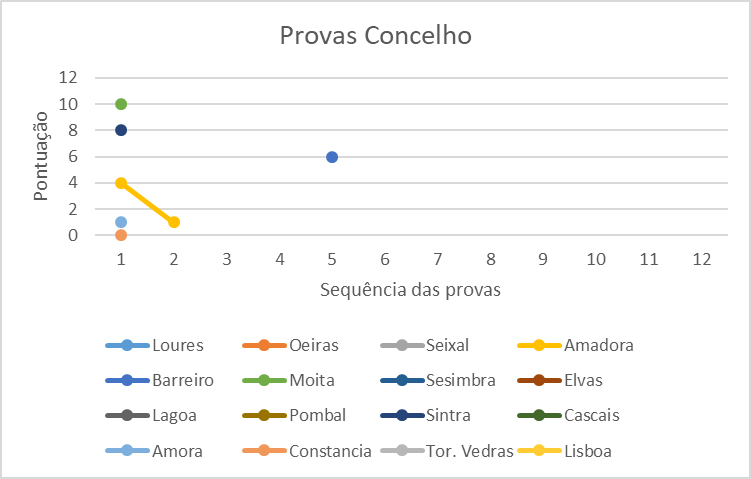 Provas Concelho
Pontuação
12
10
8
6
4
2
0
1 2 3 4 5 6 7 8 9 10 11 12
Sequência das provas
Loures Oeiras Seixal Amadora
Barreiro Moita Sesimbra Elvas
Lagoa Pombal Sintra Cascais
Amora Constancia Tor. Vedras Lisboa